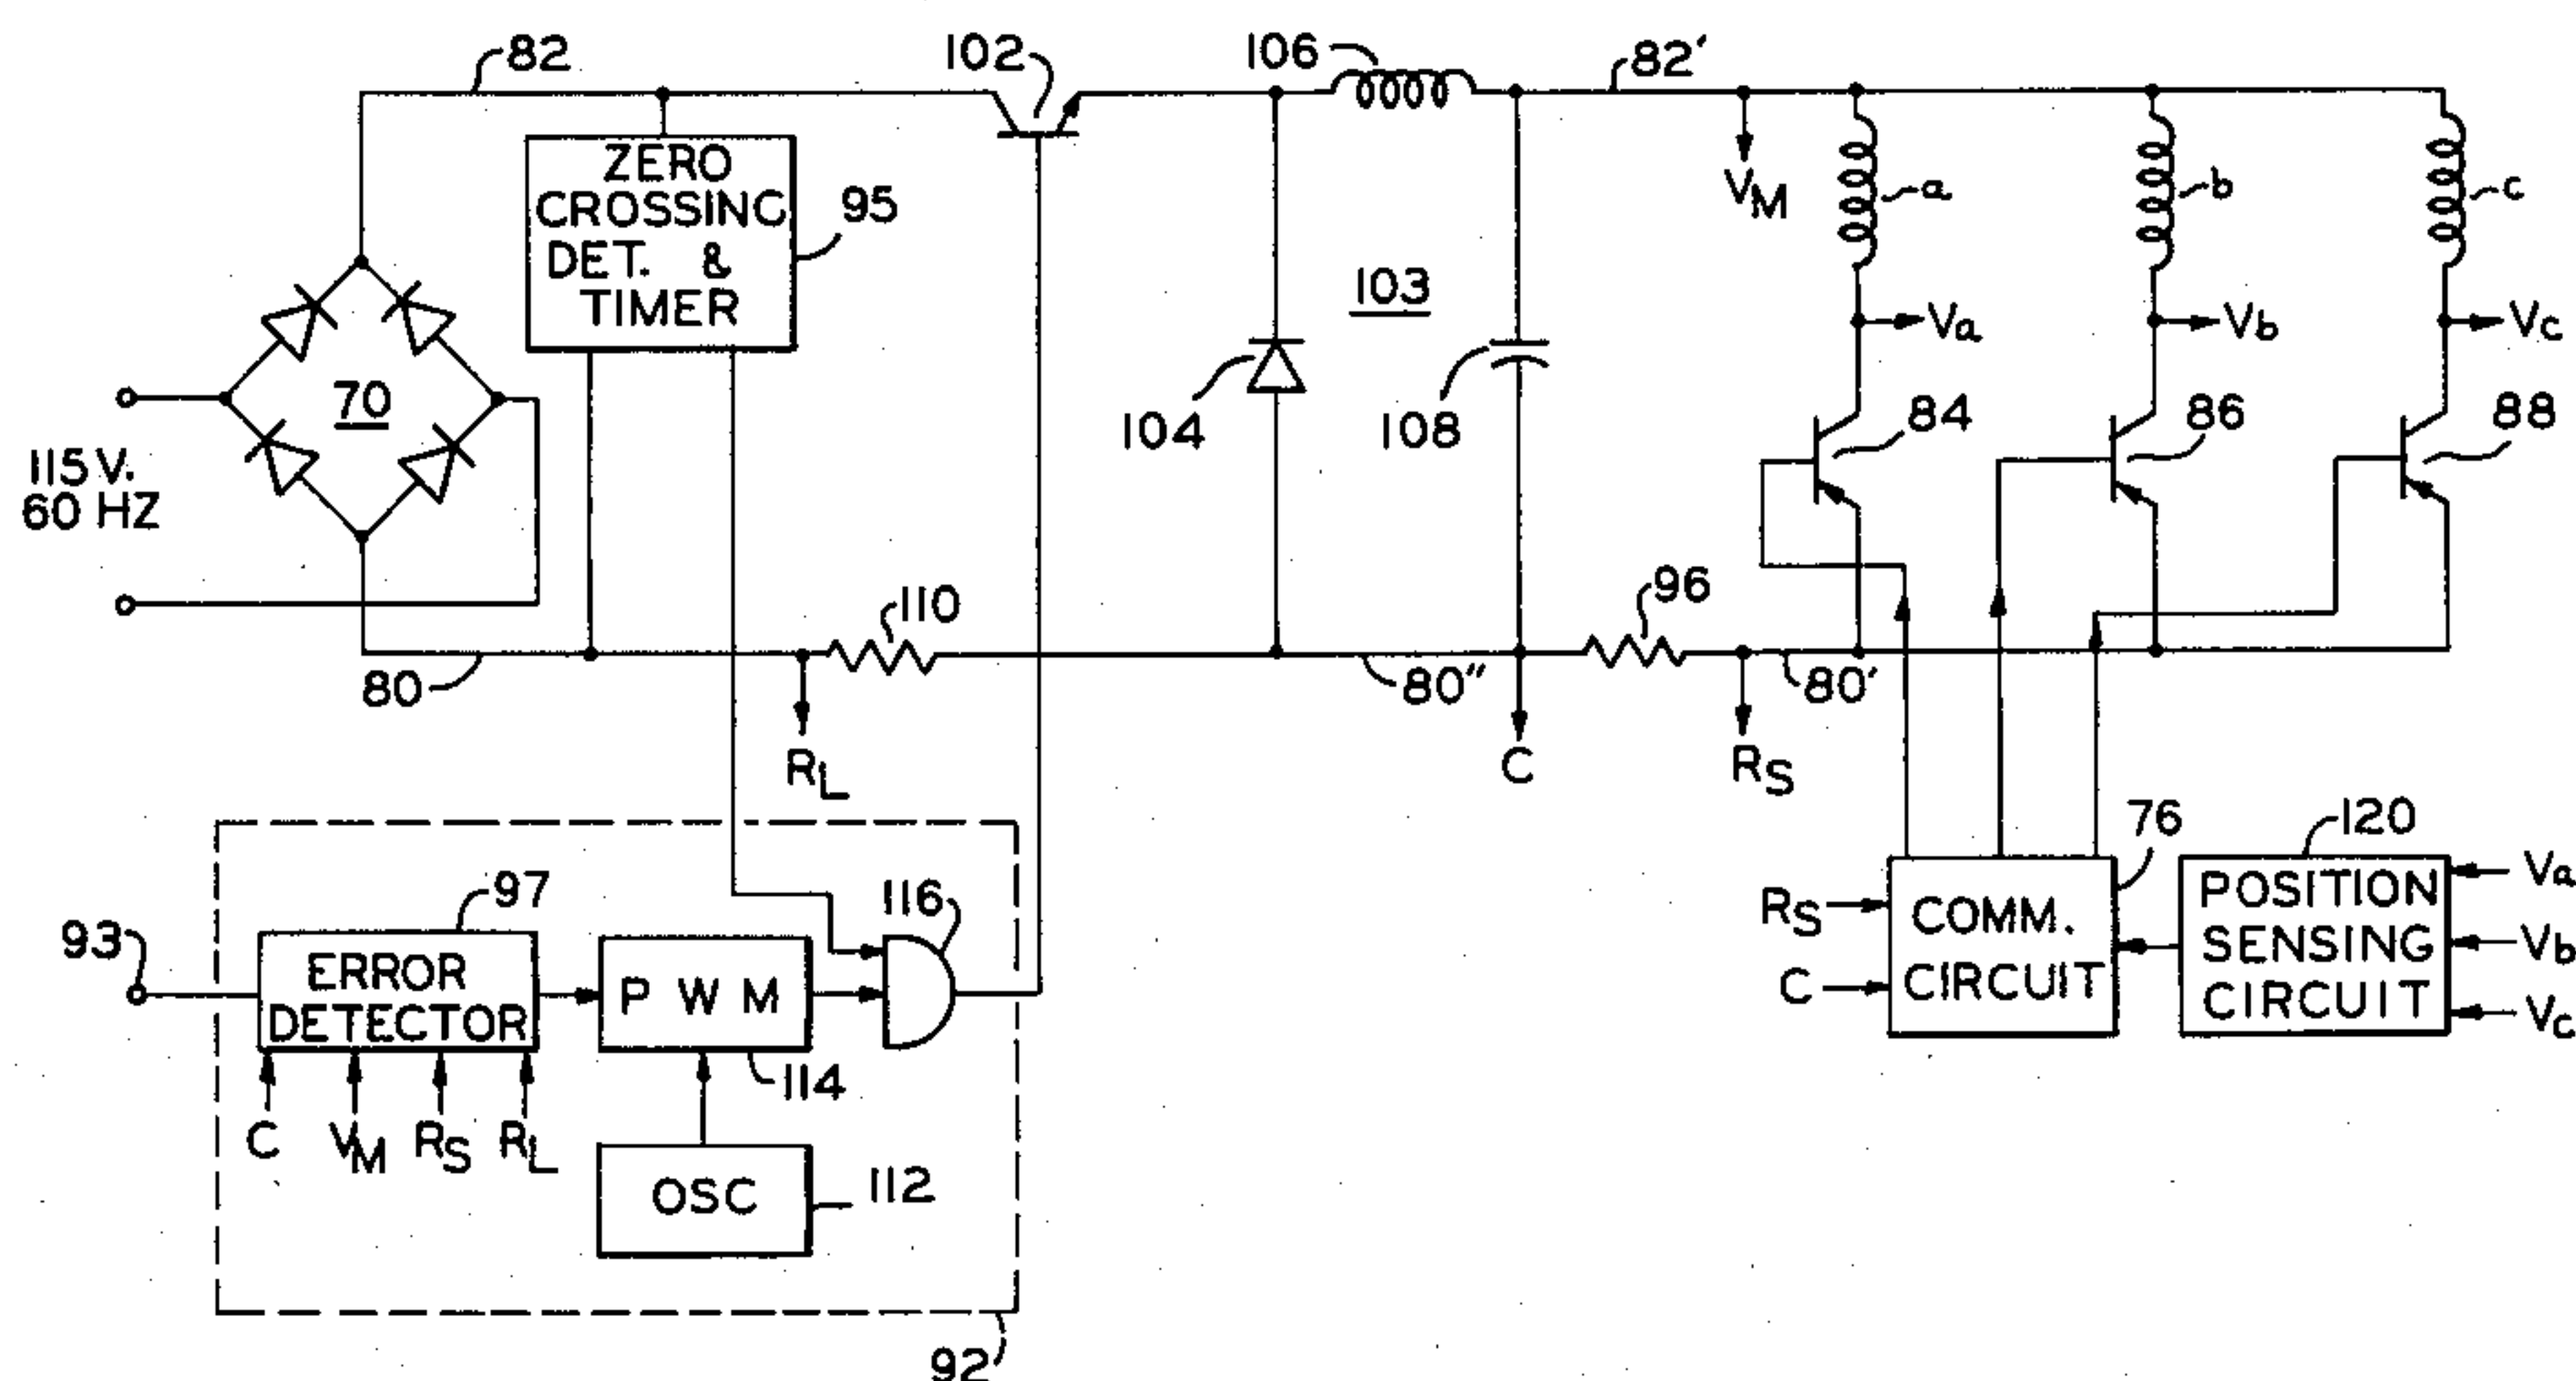 82
102
106
82'
ZERO
CROSSING
DET. &
TIMER
95
VM
a
b
c
103
70
Va
Vb
Vc
104
108
84
86
88
115 V.
60 HZ
110
96
80
80"
80'
RL
C
RS
76
120
97
116
93
ERROR
DETECTOR
P W M
RS
C
COMM.
CIRCUIT
POSITION
SENSING
CIRCUIT
Va
Vb
Vc
114
C
VM
RS
RL
OSC
112
92